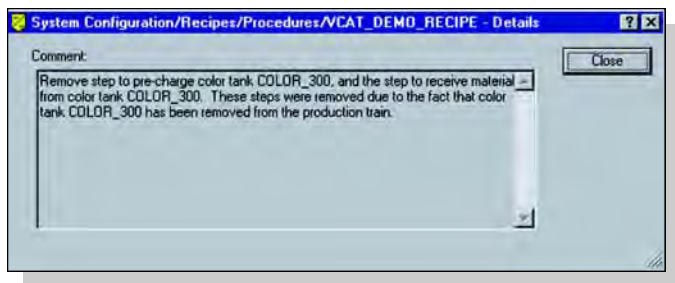 System Configuration/Recipes/Procedures/VCAT_DEMO_RECIPE - Details
Comment:
Close
Remove step to pre-charge color tank COLOR_300, and the step to receive material
from color tank COLOR_300. These steps were removed due to the fact that color
tank COLOR_300 has been removed from the production train.